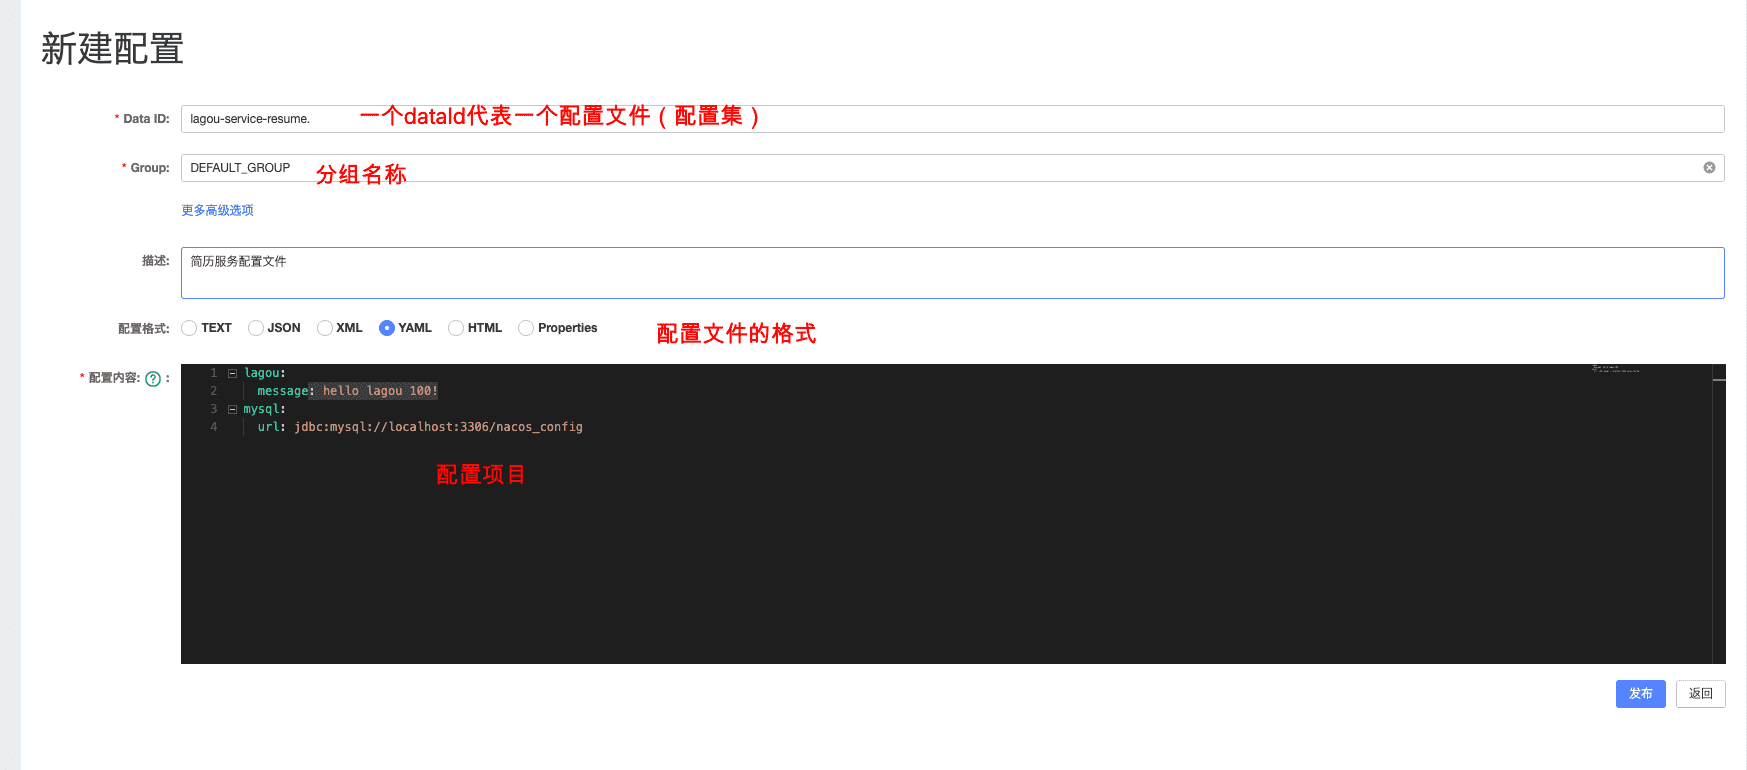 新建配置
* Data ID: lagou-service-resume. 一个dataId代表一个配置文件（配置集）
* Group: DEFAULT_GROUP 分组名称
更多高级选项
描述: 简历服务配置文件
配置格式: TEXT JSON XML YAML HTML Properties 配置文件的格式
* 配置内容: ? :
1 lagou:
2 message: hello lagou 100!
3 mysql:
4 url: jdbc:mysql://localhost:3306/nacos_config
配置项目
发布 返回